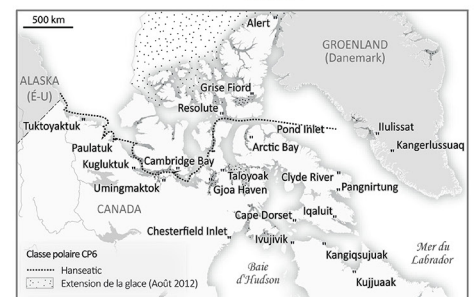 500 km
Alert
GROENLAND
(Danemark)
ALASKA
(É-U)
Grise Fiord
Resolute
Tuktoyaktuk
Pond Inlet
Ilulissat
Paulatuk
Arctic Bay
Kangerlussuaq
Kugluktuk
Cambridge Bay
Taloyoak
Clyde River
Umingmaktok
Gjoa Haven
Pangnirtung
CANADA
Cape Dorset
Iqaluit
Chesterfield Inlet
Ivujivik
Kangiqsujuak
Mer du
Labrador
Classe polaire CP6
Hanseatic
Extension de la glace (Août 2012)
Baie
d'Hudson
Kujjuaak